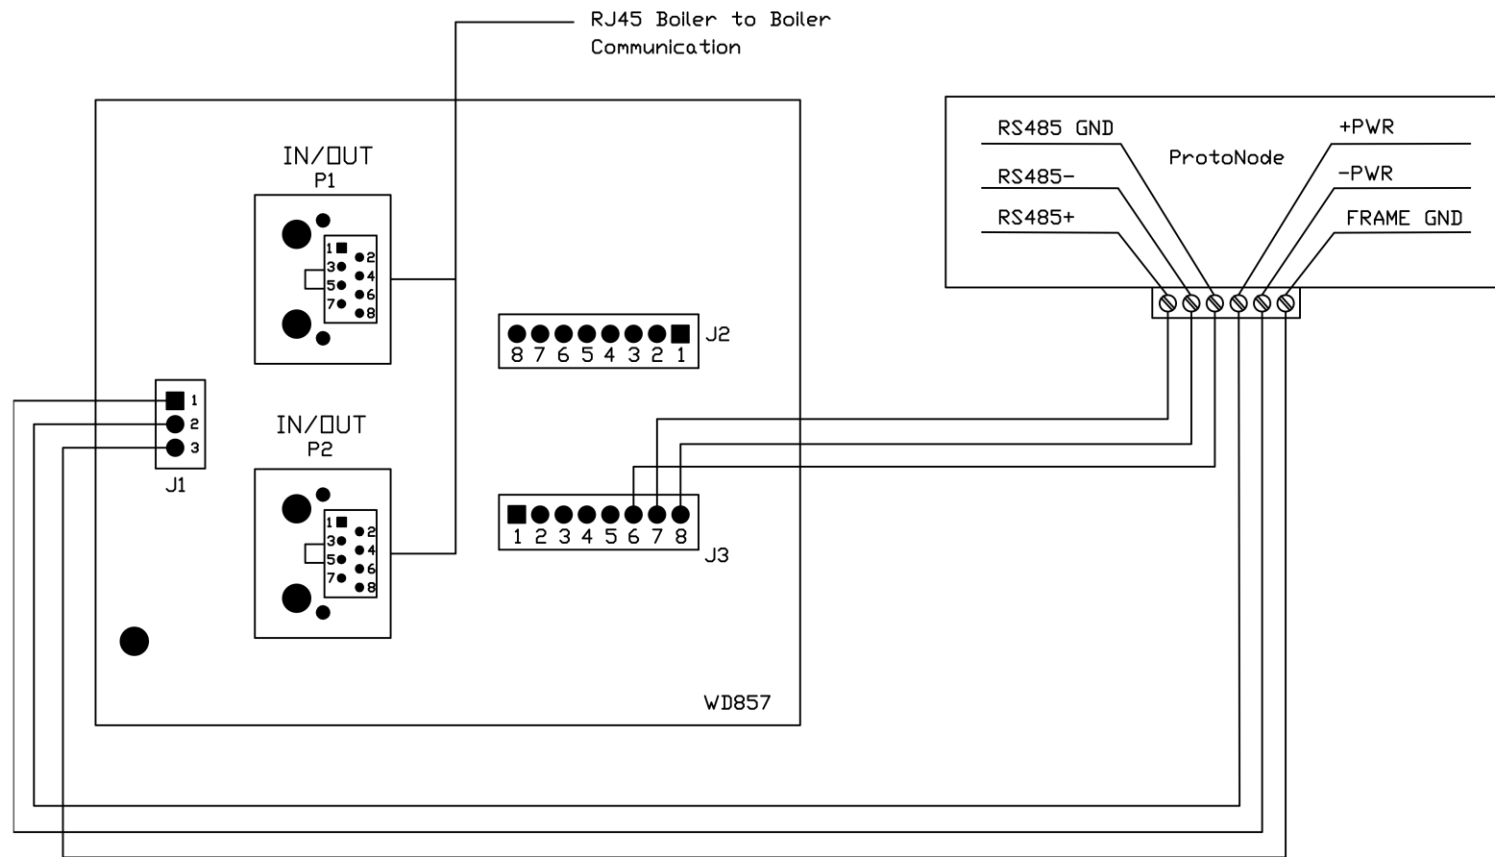 RJ45 Boiler to Boiler
Communication
IN/OUT
P1
1
2
3
4
5
6
7
8
RS485 GND
RS485-
RS485+
ProtoNode
+PWR
-PWR
FRAME GND
8 7 6 5 4 3 2 1
J2
1
2
3
J1
IN/OUT
P2
1
2
3
4
5
6
7
8
1 2 3 4 5 6 7 8
J3
WD857